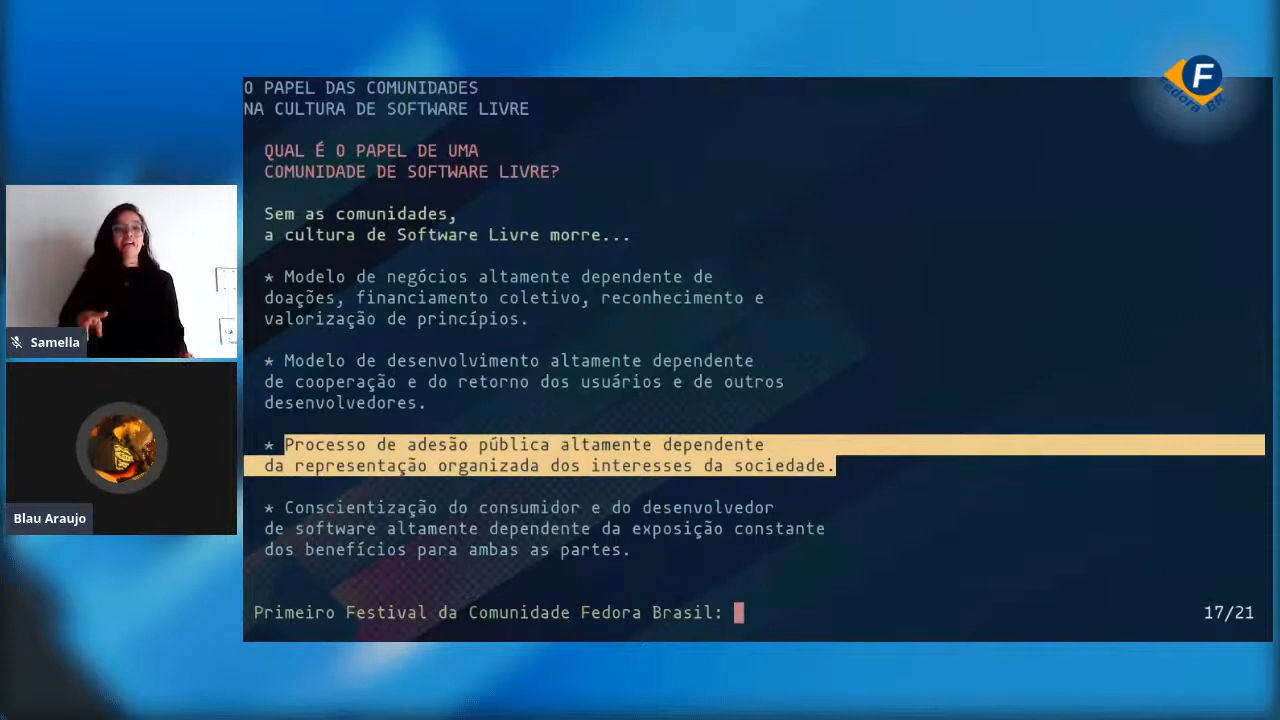 O PAPEL DAS COMUNIDADES
NA CULTURA DE SOFTWARE LIVRE
QUAL É O PAPEL DE UMA
COMUNIDADE DE SOFTWARE LIVRE?
Sem as comunidades,
a cultura de Software Livre morre...
* Modelo de negócios altamente dependente de
doações, financiamento coletivo, reconhecimento e
valorização de princípios.
* Modelo de desenvolvimento altamente dependente
de cooperação e do retorno dos usuários e de outros
desenvolvedores.
* Processo de adesão pública altamente dependente
da representação organizada dos interesses da sociedade.
* Conscientização do consumidor e do desenvolvedor
de software altamente dependente da exposição constante
dos benefícios para ambas as partes.
Primeiro Festival da Comunidade Fedora Brasil:
17/21
Samella
Blau Araujo
F
Fedora BR